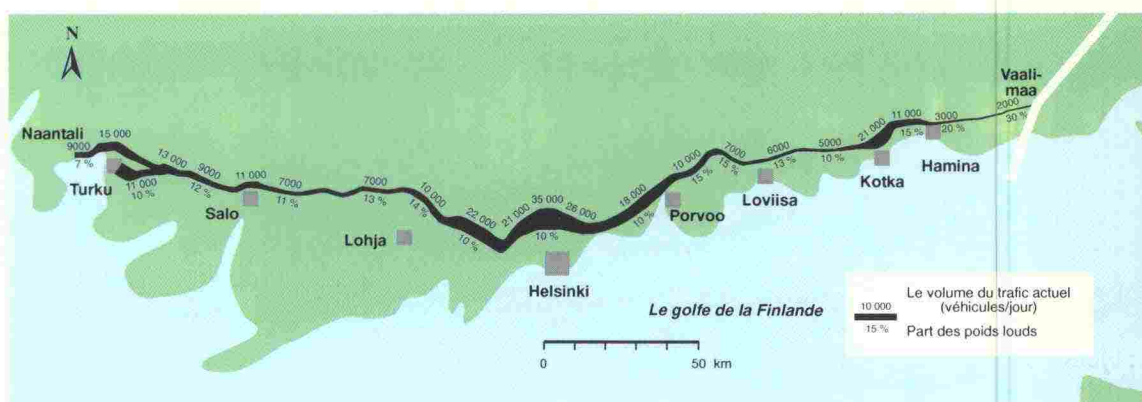 N
Vaali-
maa
Naantali
9000
7 %
15 000
13 000
11 000
10 %
9000
12 %
11 000
7000
11 %
7000
13 %
10 000
14 %
22 000
10 %
21 000
35 000
10 %
26 000
18 000
10 %
10 000
15 %
7000
15 %
6000
13 %
5000
10 %
21 000
11 000
15 %
3000
20 %
2000
30 %
Turku
Salo
Lohja
Helsinki
Porvoo
Loviisa
Kotka
Hamina
Le golfe de la Finlande
0 50 km
10 000
15 %
Le volume du trafic actuel
(véhicules/jour)
Part des poids louds